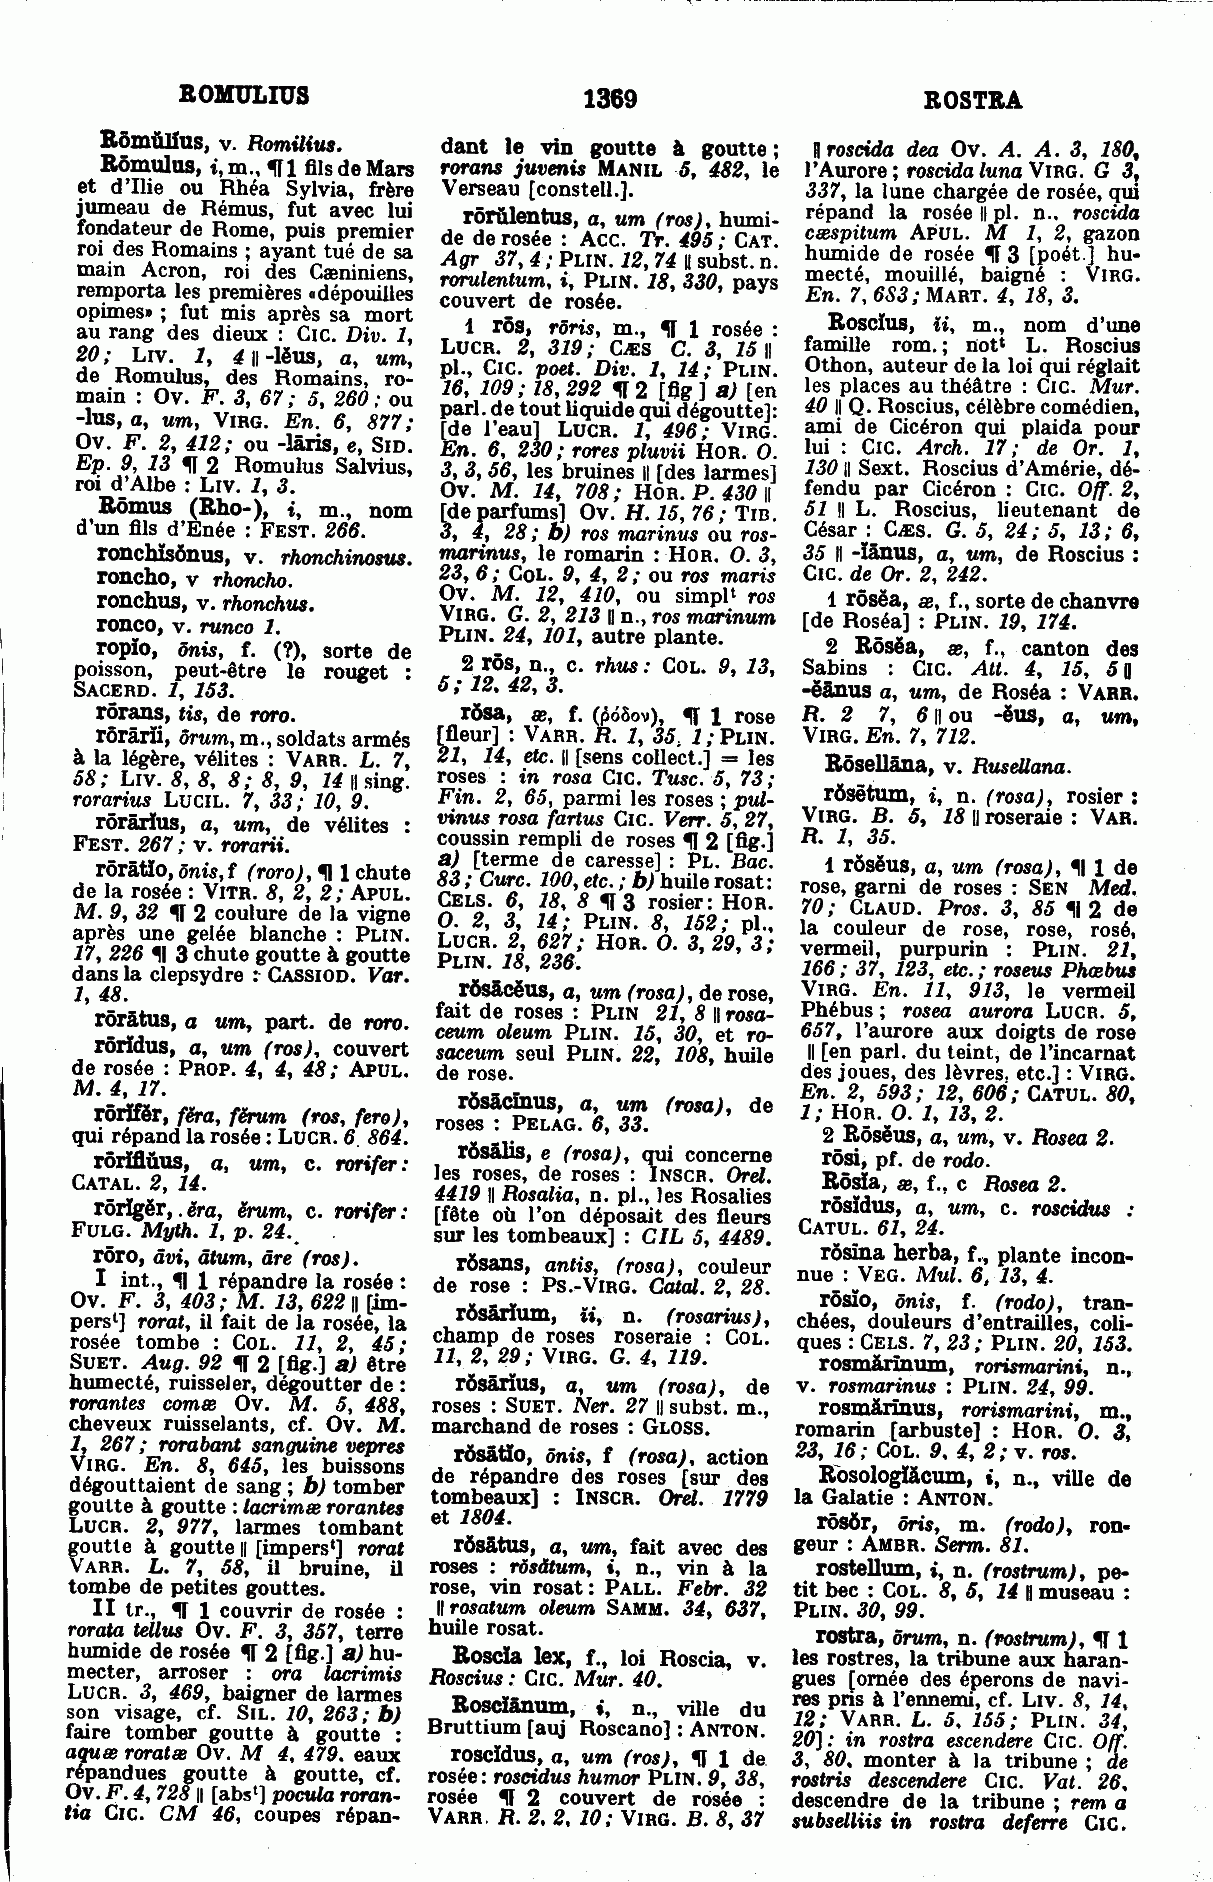 ROMULIUS
1369
ROSTRA
Rōmŭlĭus, v. Romilius.
Rōmulus, i, m., ¶ 1 fils de Mars
et d'Ilie ou Rhéa Sylvia, frère
jumeau de Rémus, fut avec lui
fondateur de Rome, puis premier
roi des Romains ; ayant tué de sa
main Acron, roi des Cæniniens,
remporta les premières «dépouilles
opimes» ; fut mis après sa mort
au rang des dieux : CIC. Div. 1,
20; LIV. 1, 4 || -lĕus, a, um,
de Romulus, des Romains, ro-
main : Ov. F. 3, 67; 5, 260; ou
-lus, a, um, VIRG. En. 6, 877;
Ov. F. 2, 412; ou -lāris, e, SID.
Ep. 9, 13 ¶ 2 Romulus Salvius,
roi d'Albe : LIV. 1, 3.
Rōmus (Rho-), i, m., nom
d'un fils d'Enée : FEST. 266.
ronchĭsŏnus, v. rhonchinosus.
roncho, v rhoncho.
ronchus, v. rhonchus.
ronco, v. runco 1.
ropĭo, ōnis, f. (?), sorte de
poisson, peut-être le rouget :
SACERD. 1, 153.
rōrans, tis, de roro.
rōrārĭi, ōrum, m., soldats armés
à la légère, vélites : VARR. L. 7,
58; LIV. 8, 8, 8; 8, 9, 14 || sing.
rorarius LUCIL. 7, 33; 10, 9.
rōrārĭus, a, um, de vélites :
FEST. 267; v. rorarii.
rōrātĭo, ōnis, f (roro), ¶ 1 chute
de la rosée : VITR. 8, 2, 2; APUL.
M. 9, 32 ¶ 2 coulure de la vigne
après une gelée blanche : PLIN.
17, 226 ¶ 3 chute goutte à goutte
dans la clepsydre : CASSIOD. Var.
1, 48.
rōrātus, a um, part. de roro.
rōrĭdus, a, um (ros), couvert
de rosée : PROP. 4, 4, 48; APUL.
M. 4, 17.
rōrĭfĕr, fĕra, fĕrum (ros, fero),
qui répand la rosée : LUCR. 6. 864.
rōrĭflŭus, a, um, c. rorifer :
CATAL. 2, 14.
rōrĭgĕr, ĕra, ĕrum, c. rorifer :
FULG. Myth. 1, p. 24.
rōro, āvi, ātum, āre (ros).
I int., ¶ 1 répandre la rosée :
Ov. F. 3, 403; M. 13, 622 || [im-
persᵗ] rorat, il fait de la rosée, la
rosée tombe : COL. 11, 2, 45;
SUET. Aug. 92 ¶ 2 [fig.] a) être
humecté, ruisseler, dégoutter de :
rorantes comæ Ov. M. 5, 488,
cheveux ruisselants, cf. Ov. M.
1, 267; rorabant sanguine vepres
VIRG. En. 8, 645, les buissons
dégouttaient de sang ; b) tomber
goutte à goutte : lacrimæ rorantes
LUCR. 2, 977, larmes tombant
goutte à goutte || [impersᵗ] rorat
VARR. L. 7, 58, il bruine, il
tombe de petites gouttes.
II tr., ¶ 1 couvrir de rosée :
rorata tellus Ov. F. 3, 357, terre
humide de rosée ¶ 2 [fig.] a) hu-
mecter, arroser : ora lacrimis
LUCR. 3, 469, baigner de larmes
son visage, cf. SIL. 10, 263; b)
faire tomber goutte à goutte :
aquæ roratæ Ov. M 4, 479. eaux
répandues goutte à goutte, cf.
Ov. F. 4, 728 || [absᵗ] pocula roran-
tia CIC. CM 46, coupes répan-
dant le vin goutte à goutte ;
rorans juvenis MANIL 5, 482, le
Verseau [constell.].
rōrŭlentus, a, um (ros), humi-
de de rosée : ACC. Tr. 495; CAT.
Agr 37, 4; PLIN. 12, 74 || subst. n.
rorulentum, i, PLIN. 18, 330, pays
couvert de rosée.
1 rōs, rōris, m., ¶ 1 rosée :
LUCR. 2, 319; CÆS C. 3, 15 ||
pl., CIC. poet. Div. 1, 14; PLIN.
16, 109; 18, 292 ¶ 2 [fig ] a) [en
parl. de tout liquide qui dégoutte]:
[de l'eau] LUCR. 1, 496; VIRG.
En. 6, 230; rores pluvii HOR. O.
3, 3, 56, les bruines || [des larmes]
Ov. M. 14, 708; HOR. P. 430 ||
[de parfums] Ov. H. 15, 76; TIB.
3, 4, 28; b) ros marinus ou ros-
marinus, le romarin : HOR. O. 3,
23, 6; COL. 9, 4, 2; ou ros maris
Ov. M. 12, 410, ou simplᵗ ros
VIRG. G. 2, 213 || n., ros marinum
PLIN. 24, 101, autre plante.
2 rōs, n., c. rhus : COL. 9, 13,
5; 12. 42, 3.
rŏsa, æ, f. (ῥόδον), ¶ 1 rose
[fleur] : VARR. R. 1, 35, 1; PLIN.
21, 14, etc. || [sens collect.] = les
roses : in rosa CIC. Tusc. 5, 73;
Fin. 2, 65, parmi les roses ; pul-
vinus rosa fartus CIC. Verr. 5, 27,
coussin rempli de roses ¶ 2 [fig.]
a) [terme de caresse] : PL. Bac.
83; Curc. 100, etc. ; b) huile rosat :
CELS. 6, 18, 8 ¶ 3 rosier : HOR.
O. 2, 3, 14; PLIN. 8, 152; pl.,
LUCR. 2, 627; HOR. O. 3, 29, 3;
PLIN. 18, 236.
rŏsācĕus, a, um (rosa), de rose,
fait de roses : PLIN 21, 8 || rosa-
ceum oleum PLIN. 15, 30, et ro-
saceum seul PLIN. 22, 108, huile
de rose.
rŏsācĭnus, a, um (rosa), de
roses : PELAG. 6, 33.
rŏsālis, e (rosa), qui concerne
les roses, de roses : INSCR. Orel.
4419 || Rosalia, n. pl., les Rosalies
[fête où l'on déposait des fleurs
sur les tombeaux] : CIL 5, 4489.
rŏsans, antis, (rosa), couleur
de rose : PS.-VIRG. Catal. 2, 28.
rŏsārĭum, ĭi, n. (rosarius),
champ de roses roseraie : COL.
11, 2, 29; VIRG. G. 4, 119.
rŏsārĭus, a, um (rosa), de
roses : SUET. Ner. 27 || subst. m.,
marchand de roses : GLOSS.
rŏsātĭo, ōnis, f (rosa), action
de répandre des roses [sur des
tombeaux] : INSCR. Orel. 1779
et 1804.
rŏsātus, a, um, fait avec des
roses : rŏsātum, i, n., vin à la
rose, vin rosat : PALL. Febr. 32
|| rosatum oleum SAMM. 34, 637,
huile rosat.
Roscĭa lex, f., loi Roscia, v.
Roscius : CIC. Mur. 40.
Roscĭānum, i, n., ville du
Bruttium [auj Roscano] : ANTON.
roscĭdus, a, um (ros), ¶ 1 de
rosée : roscidus humor PLIN. 9, 38,
rosée ¶ 2 couvert de rosée :
VARR. R. 2. 2, 10; VIRG. B. 8, 37
|| roscida dea Ov. A. A. 3, 180,
l'Aurore ; roscida luna VIRG. G 3,
337, la lune chargée de rosée, qui
répand la rosée || pl. n., roscida
cæspitum APUL. M 1, 2, gazon
humide de rosée ¶ 3 [poét.] hu-
mecté, mouillé, baigné : VIRG.
En. 7, 683; MART. 4, 18, 3.
Roscĭus, ĭi, m., nom d'une
famille rom.; notᵗ L. Roscius
Othon, auteur de la loi qui réglait
les places au théâtre : CIC. Mur.
40 || Q. Roscius, célèbre comédien,
ami de Cicéron qui plaida pour
lui : CIC. Arch. 17; de Or. 1,
130 || Sext. Roscius d'Amérie, dé-
fendu par Cicéron : CIC. Off. 2,
51 || L. Roscius, lieutenant de
César : CÆS. G. 5, 24; 5, 13; 6,
35 || -ĭānus, a, um, de Roscius :
CIC. de Or. 2, 242.
1 rōsĕa, æ, f., sorte de chanvre
[de Roséa] : PLIN. 19, 174.
2 Rōsĕa, æ, f., canton des
Sabins : CIC. Att. 4, 15, 5 ||
-ĕānus a, um, de Roséa : VARR.
R. 2 7, 6 || ou -ĕus, a, um,
VIRG. En. 7, 712.
Rōsellāna, v. Rusellana.
rŏsētum, i, n. (rosa), rosier :
VIRG. B. 5, 18 || roseraie : VAR.
R. 1, 35.
1 rŏsĕus, a, um (rosa), ¶ 1 de
rose, garni de roses : SEN Med.
70; CLAUD. Pros. 3, 85 ¶ 2 de
la couleur de rose, rose, rosé,
vermeil, purpurin : PLIN. 21,
166; 37, 123, etc. ; roseus Phœbus
VIRG. En. 11, 913, le vermeil
Phébus ; rosea aurora LUCR. 5,
657, l'aurore aux doigts de rose
|| [en parl. du teint, de l'incarnat
des joues, des lèvres, etc.] : VIRG.
En. 2, 593; 12, 606; CATUL. 80,
1; HOR. O. 1, 13, 2.
2 Rōsĕus, a, um, v. Rosea 2.
rōsi, pf. de rodo.
Rōsĭa, æ, f., c Rosea 2.
rōsĭdus, a, um, c. roscidus :
CATUL. 61, 24.
rŏsĭna herba, f., plante incon-
nue : VEG. Mul. 6, 13, 4.
rōsĭo, ōnis, f. (rodo), tran-
chées, douleurs d'entrailles, coli-
ques : CELS. 7, 23; PLIN. 20, 153.
rosmărīnum, rorismarini, n.,
v. rosmarinus : PLIN. 24, 99.
rosmărīnus, rorismarini, m.,
romarin [arbuste] : HOR. O. 3,
23, 16; COL. 9. 4, 2; v. ros.
Rosologĭăcum, i, n., ville de
la Galatie : ANTON.
rōsŏr, ōris, m. (rodo), ron-
geur : AMBR. Serm. 81.
rostellum, i, n. (rostrum), pe-
tit bec : COL. 8, 5, 14 || museau :
PLIN. 30, 99.
rostra, ōrum, n. (rostrum), ¶ 1
les rostres, la tribune aux haran-
gues [ornée des éperons de navi-
res pris à l'ennemi, cf. LIV. 8, 14,
12; VARR. L. 5, 155; PLIN. 34,
20] : in rostra escendere CIC. Off.
3, 80, monter à la tribune ; de
rostris descendere CIC. Vat. 26,
descendre de la tribune ; rem a
subselliis in rostra deferre CIC.